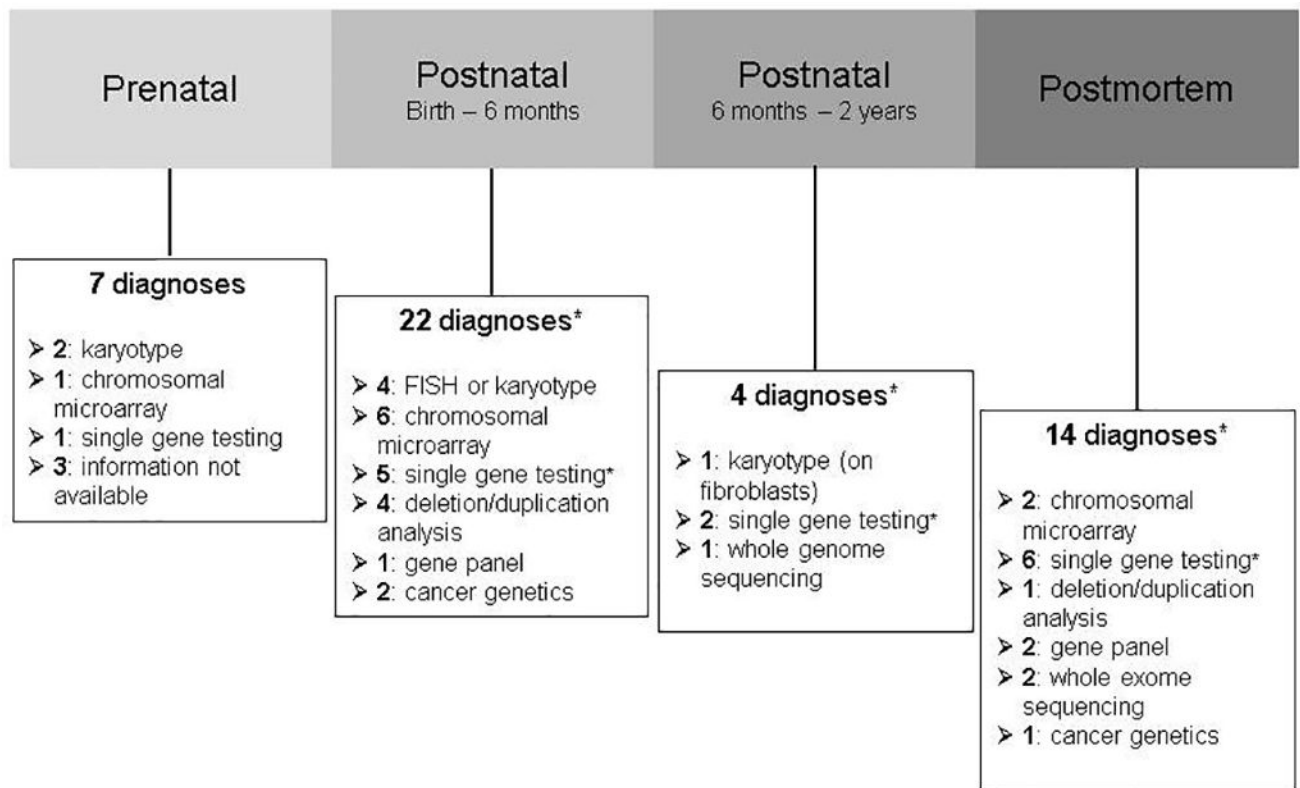 Prenatal
Postnatal
Birth – 6 months
Postnatal
6 months – 2 years
Postmortem
7 diagnoses
➢ 2: karyotype
➢ 1: chromosomal
microarray
➢ 1: single gene testing
➢ 3: information not
available
22 diagnoses*
➢ 4: FISH or karyotype
➢ 6: chromosomal
microarray
➢ 5: single gene testing*
➢ 4: deletion/duplication
analysis
➢ 1: gene panel
➢ 2: cancer genetics
4 diagnoses*
➢ 1: karyotype (on
fibroblasts)
➢ 2: single gene testing*
➢ 1: whole genome
sequencing
14 diagnoses*
➢ 2: chromosomal
microarray
➢ 6: single gene testing*
➢ 1: deletion/duplication
analysis
➢ 2: gene panel
➢ 2: whole exome
sequencing
➢ 1: cancer genetics